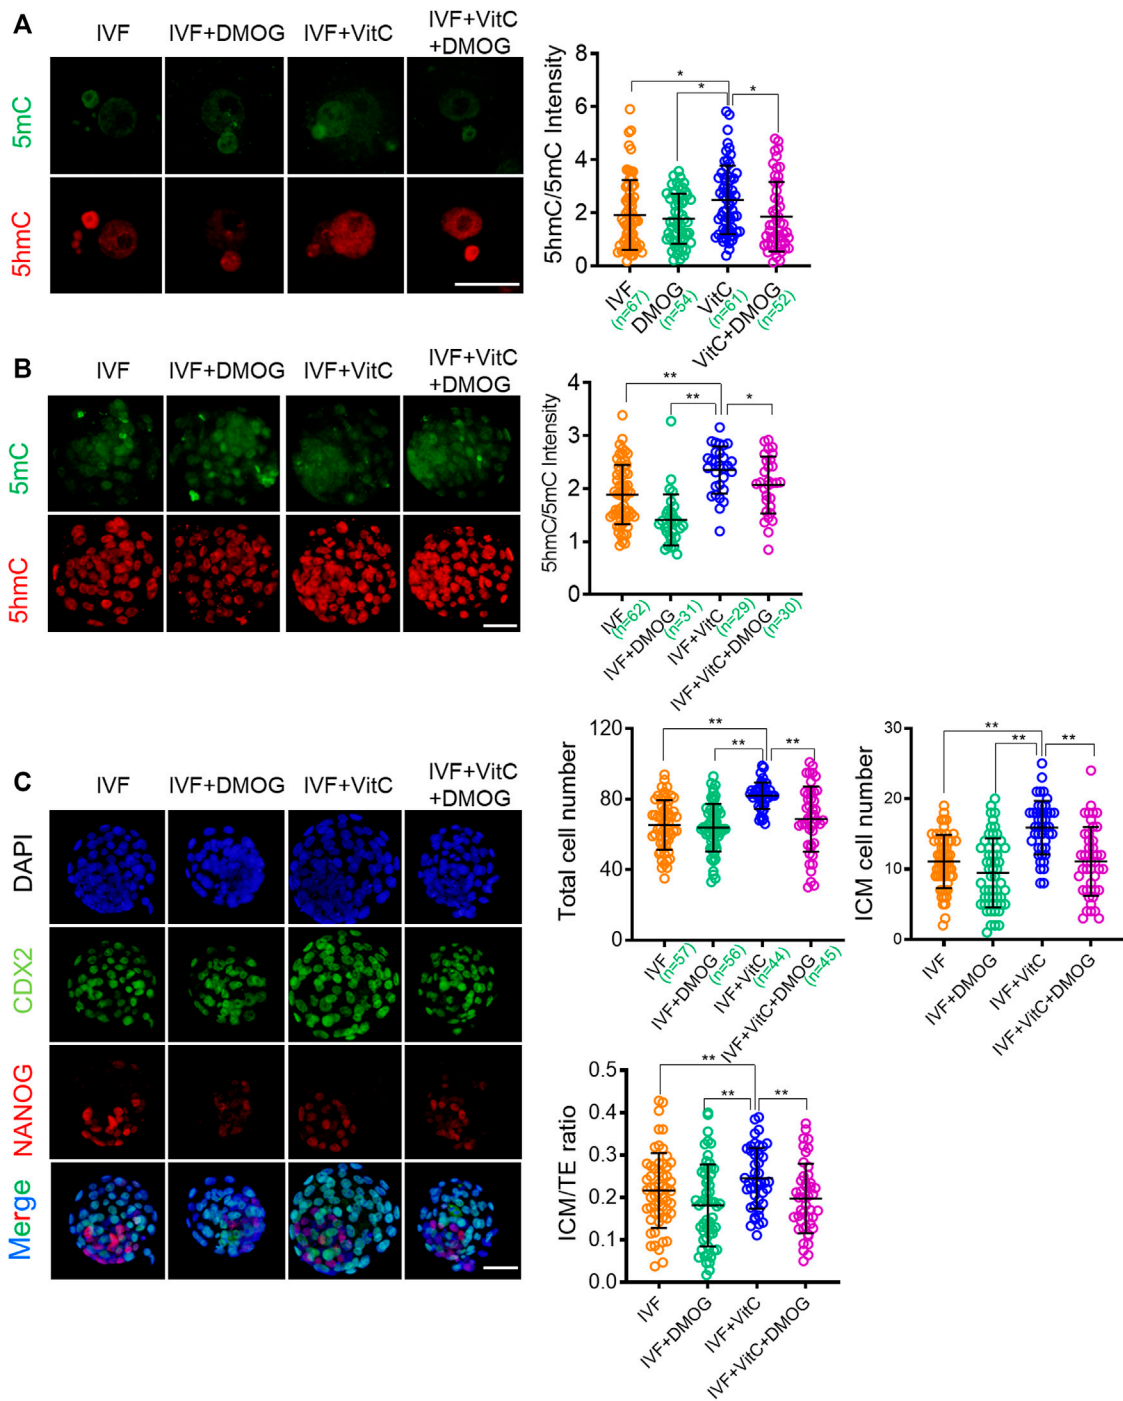 A
IVF
IVF+DMOG
IVF+VitC
IVF+VitC
+DMOG
5mC
5hmC
5hmC/5mC Intensity
8
6
4
2
0
*
*
*
IVF
(n=67)
DMOG
(n=54)
VitC
(n=61)
VitC+DMOG
(n=52)
B
IVF
IVF+DMOG
IVF+VitC
IVF+VitC
+DMOG
5mC
5hmC
5hmC/5mC Intensity
4
3
2
1
0
**
**
*
IVF
(n=62)
IVF+DMOG
(n=31)
IVF+VitC
(n=29)
IVF+VitC+DMOG
(n=30)
C
IVF
IVF+DMOG
IVF+VitC
IVF+VitC
+DMOG
DAPI
CDX2
NANOG
Merge
Total cell number
120
80
40
0
**
**
**
IVF
(n=57)
IVF+DMOG
(n=56)
IVF+VitC
(n=44)
IVF+VitC+DMOG
(n=45)
ICM cell number
30
20
10
0
**
**
**
IVF
IVF+DMOG
IVF+VitC
IVF+VitC+DMOG
ICM/TE ratio
0.5
0.4
0.3
0.2
0.1
0.0
**
**
**
IVF
IVF+DMOG
IVF+VitC
IVF+VitC+DMOG